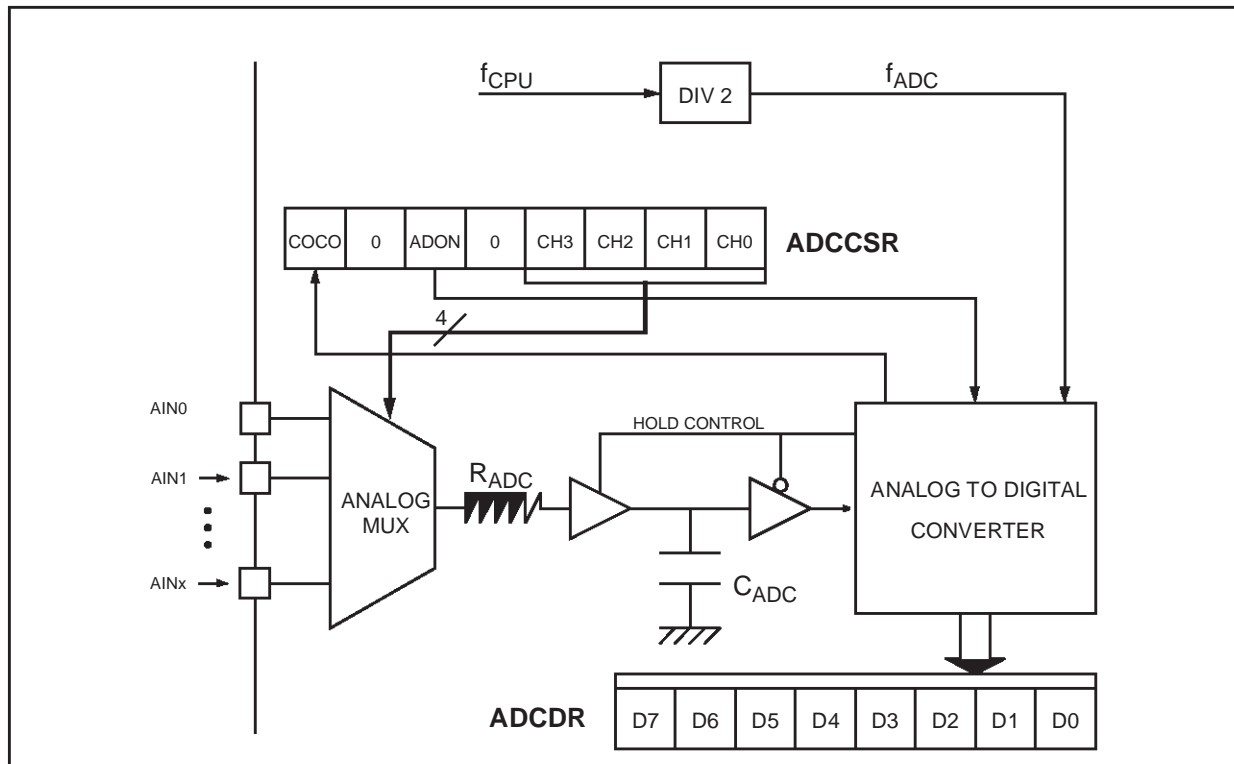 fCPU
DIV 2
fADC
COCO 0 ADON 0 CH3 CH2 CH1 CH0
ADCCSR
4
AIN0
HOLD CONTROL
RADC
AIN1
ANALOG
MUX
ANALOG TO DIGITAL
CONVERTER
AINx
CADC
ADCDR
D7 D6 D5 D4 D3 D2 D1 D0